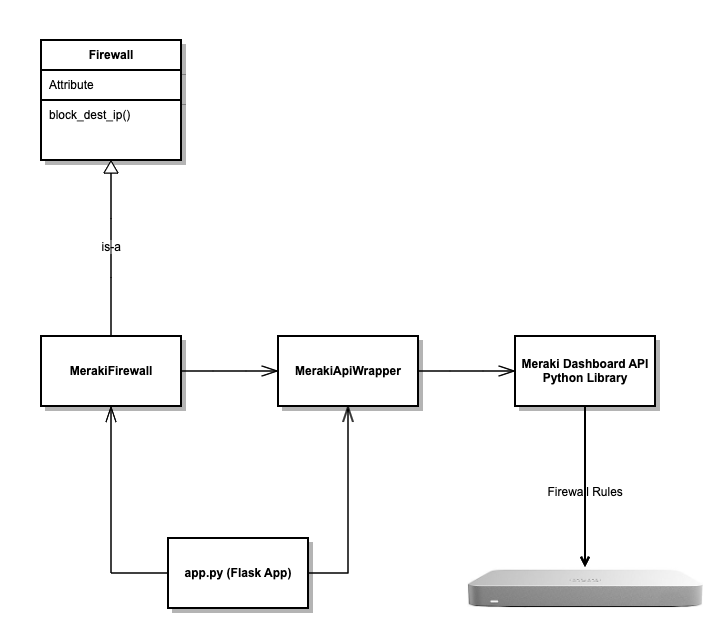 Firewall
Attribute
block_dest_ip()
is-a
MerakiFirewall
MerakiApiWrapper
Meraki Dashboard API
Python Library
Firewall Rules
app.py (Flask App)